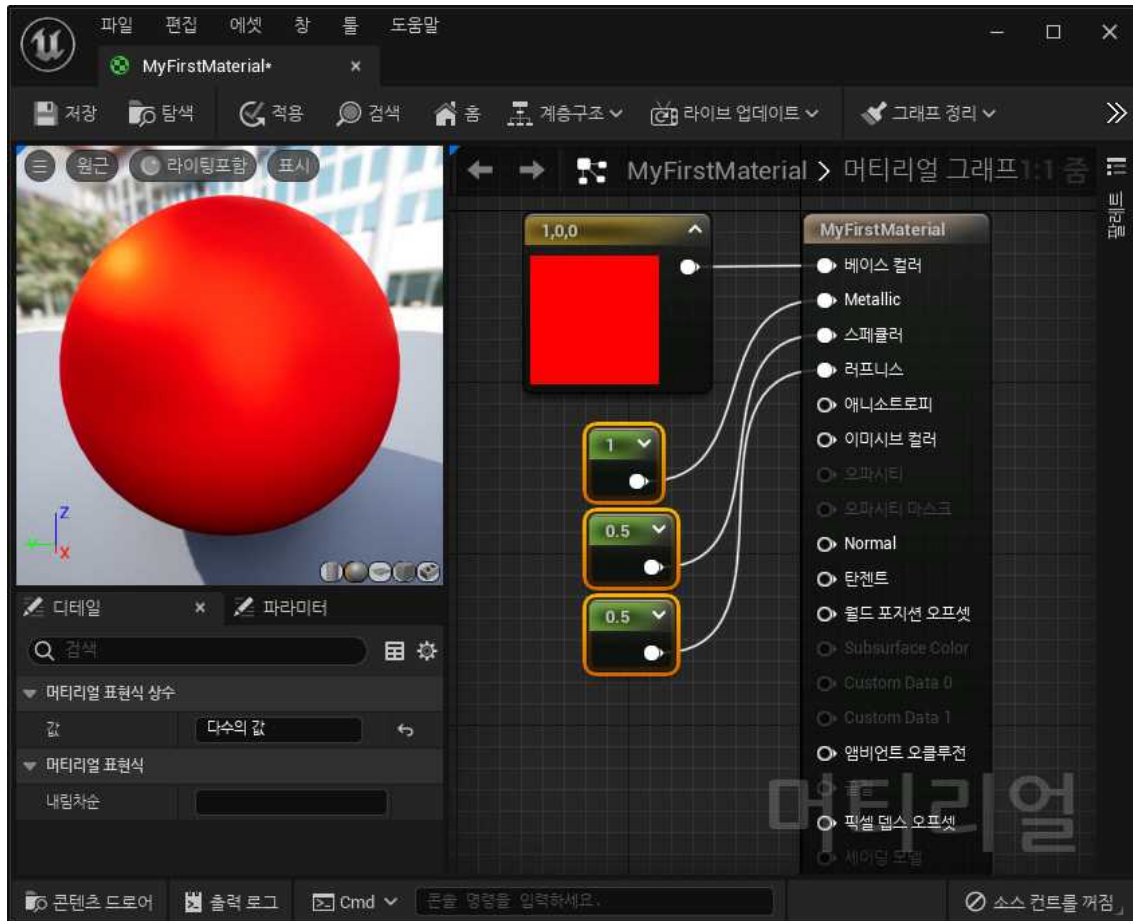 파일 편집 에셋 창 툴 도움말
MyFirstMaterial*
저장 탐색 적용 검색 홈 계층구조 라이브 업데이트 그래프 정리
원근 라이팅포함 표시
MyFirstMaterial > 머티리얼 그래프 1:1 줌
팔레트
1,0,0
MyFirstMaterial
베이스 컬러
Metallic
스페큘러
러프니스
애니소트로피
이미시브 컬러
오파시티
오파시티 마스크
Normal
탄젠트
월드 포지션 오프셋
Subsurface Color
Custom Data 0
Custom Data 1
앰비언트 오클루전
굴절
픽셀 뎁스 오프셋
셰이딩 모델
1
0.5
0.5
머티리얼
Z
Y
X
디테일 파라미터
검색
머티리얼 표현식 상수
값 다수의 값
머티리얼 표현식
내림차순
콘텐츠 드로어 출력 로그 Cmd 콘솔 명령을 입력하세요. 소스 컨트롤 꺼짐